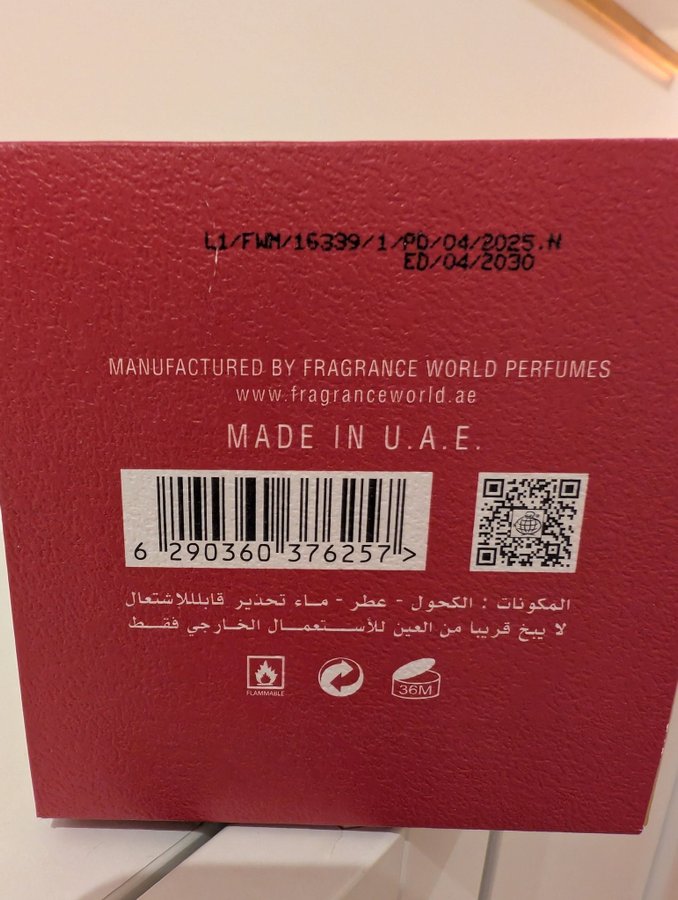 L1/FWM/16339/1/PD/04/2025.N
ED/04/2030
MANUFACTURED BY FRAGRANCE WORLD PERFUMES
www.fragranceworld.ae
MADE IN U.A.E.
6 290360 376257 >
المكونات : الكحول - عطر - ماء تحذير قابلللاشتعال
لا يبخ قريبا من العين للأستعمال الخارجي فقط
FLAMMABLE
36M